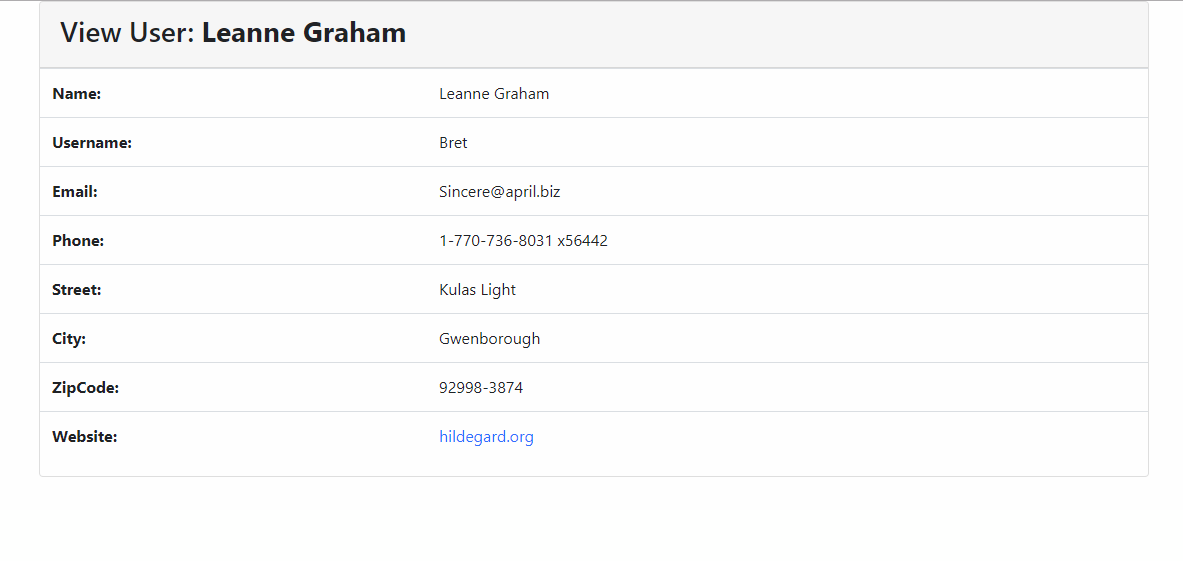 View User: Leanne Graham
Name: Leanne Graham
Username: Bret
Email: Sincere@april.biz
Phone: 1-770-736-8031 x56442
Street: Kulas Light
City: Gwenborough
ZipCode: 92998-3874
Website: hildegard.org